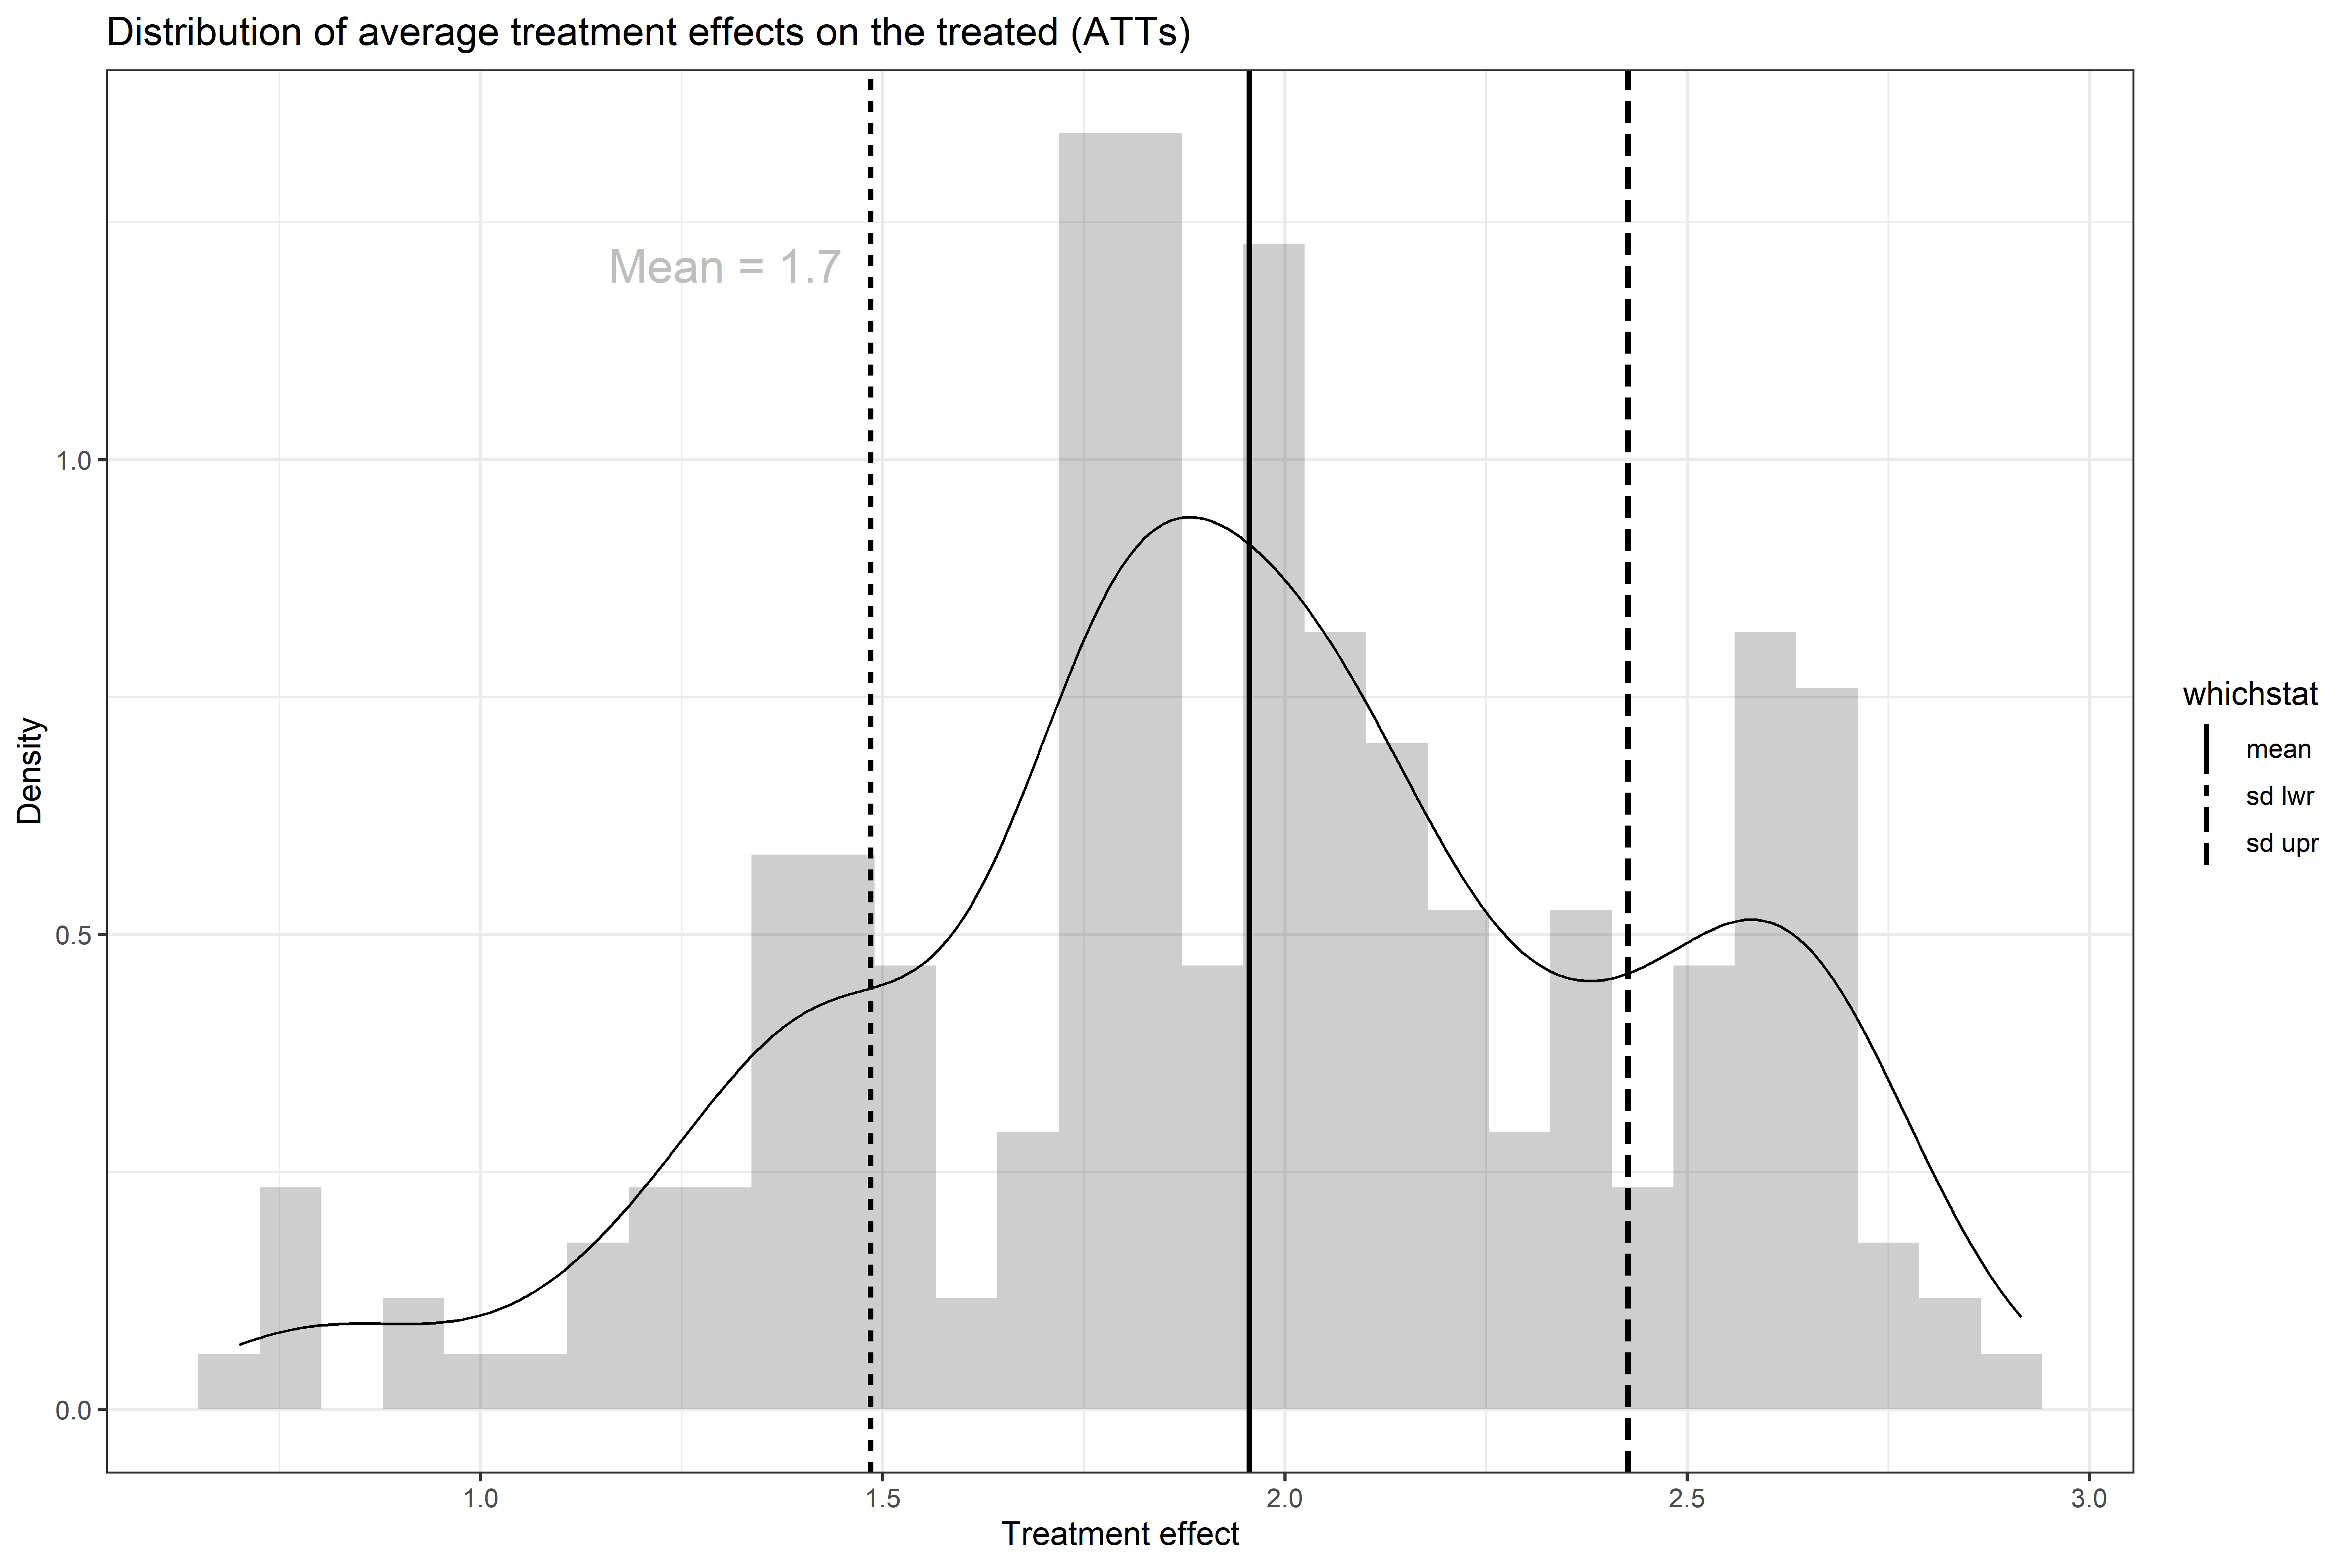 Distribution of average treatment effects on the treated (ATTs)
Mean = 1.7
Density
1.0
0.5
0.0
1.0
1.5
2.0
2.5
3.0
Treatment effect
whichstat
mean
sd lwr
sd upr